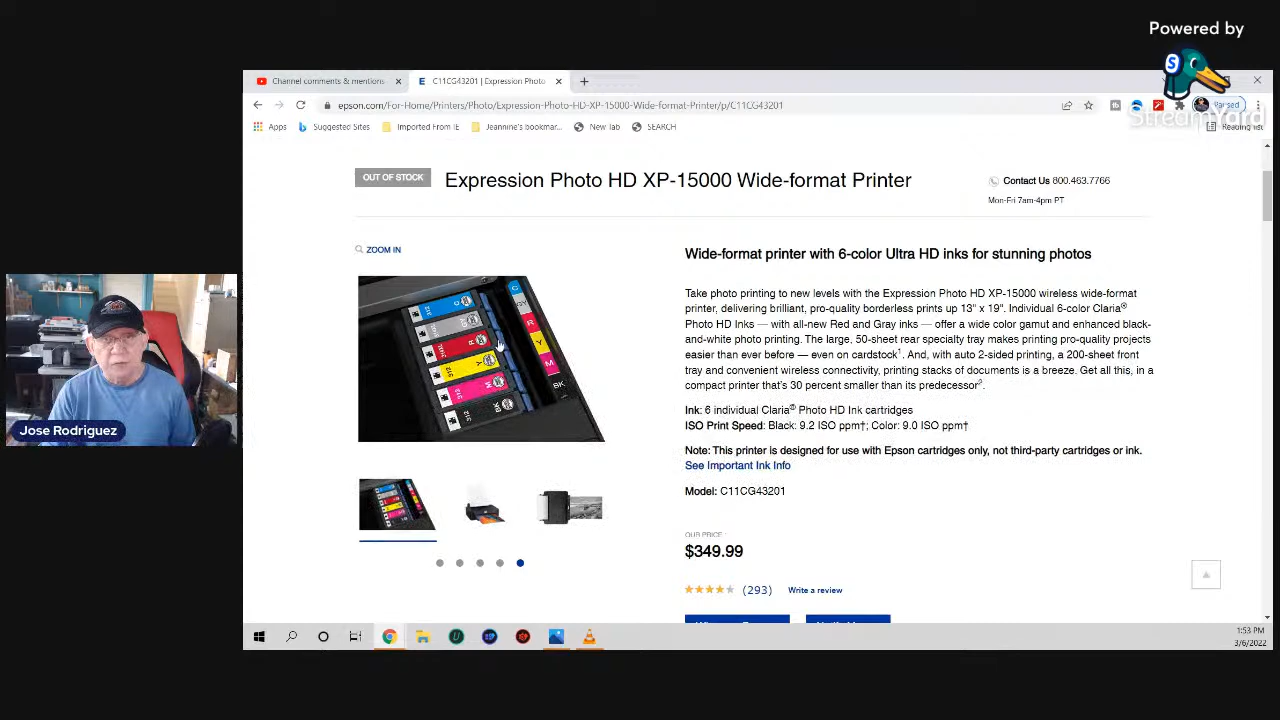 Powered by
StreamYard
Channel comments & mentions
C11CG43201 | Expression Photo
epson.com/For-Home/Printers/Photo/Expression-Photo-HD-XP-15000-Wide-format-Printer/p/C11CG43201
Paused
Apps
Suggested Sites
Imported From IE
Jeannine's bookmar...
New Tab
SEARCH
Reading list
OUT OF STOCK
Expression Photo HD XP-15000 Wide-format Printer
Contact Us 800.463.7766
Mon-Fri 7am-4pm PT
ZOOM IN
Wide-format printer with 6-color Ultra HD inks for stunning photos
Take photo printing to new levels with the Expression Photo HD XP-15000 wireless wide-format
printer, delivering brilliant, pro-quality borderless prints up 13" x 19". Individual 6-color Claria®
Photo HD Inks — with all-new Red and Gray inks — offer a wide color gamut and enhanced black-
and-white photo printing. The large, 50-sheet rear specialty tray makes printing pro-quality projects
easier than ever before — even on cardstock¹. And, with auto 2-sided printing, a 200-sheet front
tray and convenient wireless connectivity, printing stacks of documents is a breeze. Get all this, in a
compact printer that's 30 percent smaller than its predecessor².
Ink: 6 individual Claria® Photo HD Ink cartridges
ISO Print Speed: Black: 9.2 ISO ppm†; Color: 9.0 ISO ppm†
Note: This printer is designed for use with Epson cartridges only, not third-party cartridges or ink.
See Important Ink Info
Model: C11CG43201
OUR PRICE
$349.99
(293)
Write a review
C
GY
R
Y
M
BK
312
Jose Rodriguez
1:53 PM
3/6/2022